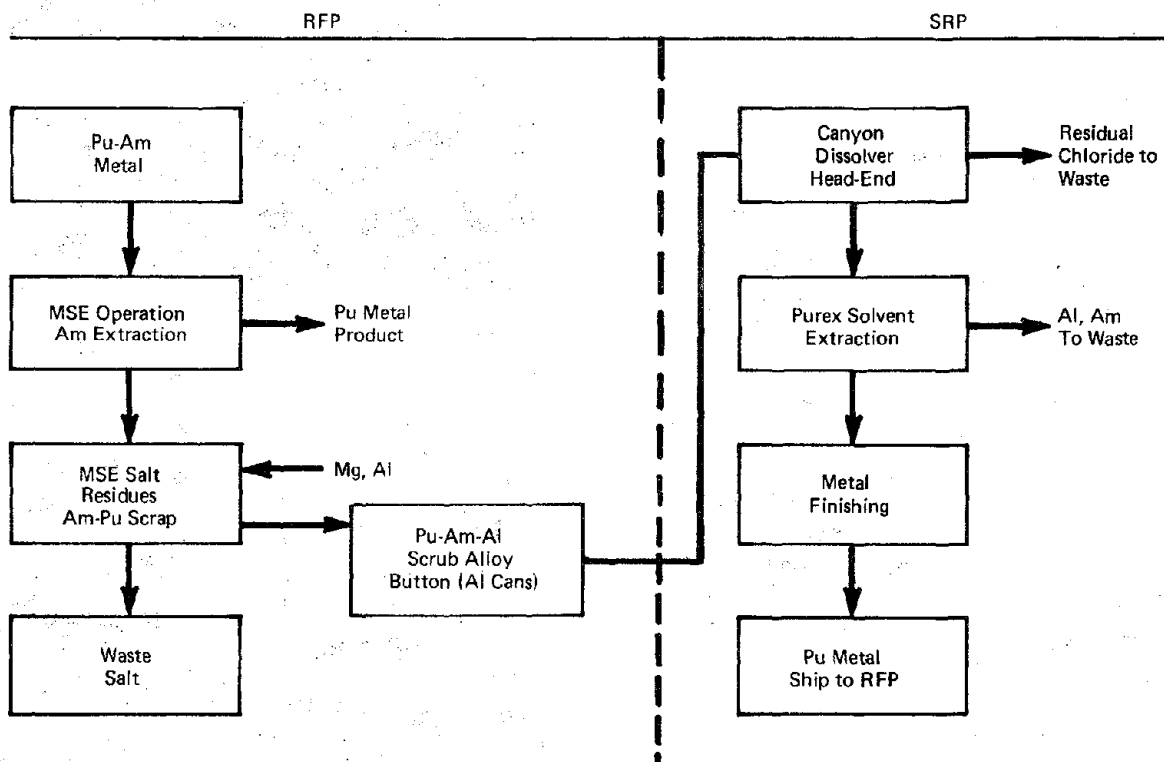 RFP
SRP
Pu-Am
Metal
MSE Operation
Am Extraction
Pu Metal
Product
MSE Salt
Residues
Am-Pu Scrap
Mg, Al
Pu-Am-Al
Scrub Alloy
Button (Al Cans)
Waste
Salt
Canyon
Dissolver
Head-End
Residual
Chloride to
Waste
Purex Solvent
Extraction
Al, Am
To Waste
Metal
Finishing
Pu Metal
Ship to RFP